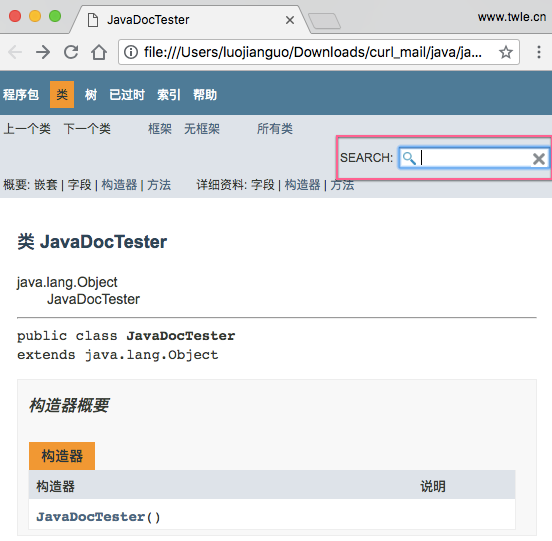 JavaDocTester
www.twle.cn
file:///Users/luojianguo/Downloads/curl_mail/java/ja...
程序包 类 树 已过时 索引 帮助
上一个类 下一个类 框架 无框架 所有类
SEARCH:
概要: 嵌套 | 字段 | 构造器 | 方法 详细资料: 字段 | 构造器 | 方法
类 JavaDocTester
java.lang.Object
JavaDocTester
public class JavaDocTester
extends java.lang.Object
构造器概要
构造器
构造器 说明
JavaDocTester()